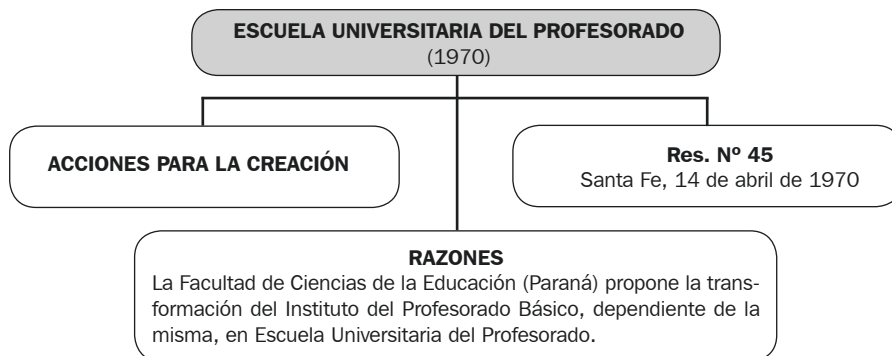 ESCUELA UNIVERSITARIA DEL PROFESORADO
(1970)
ACCIONES PARA LA CREACIÓN
Res. Nº 45
Santa Fe, 14 de abril de 1970
RAZONES
La Facultad de Ciencias de la Educación (Paraná) propone la trans-
formación del Instituto del Profesorado Básico, dependiente de la
misma, en Escuela Universitaria del Profesorado.